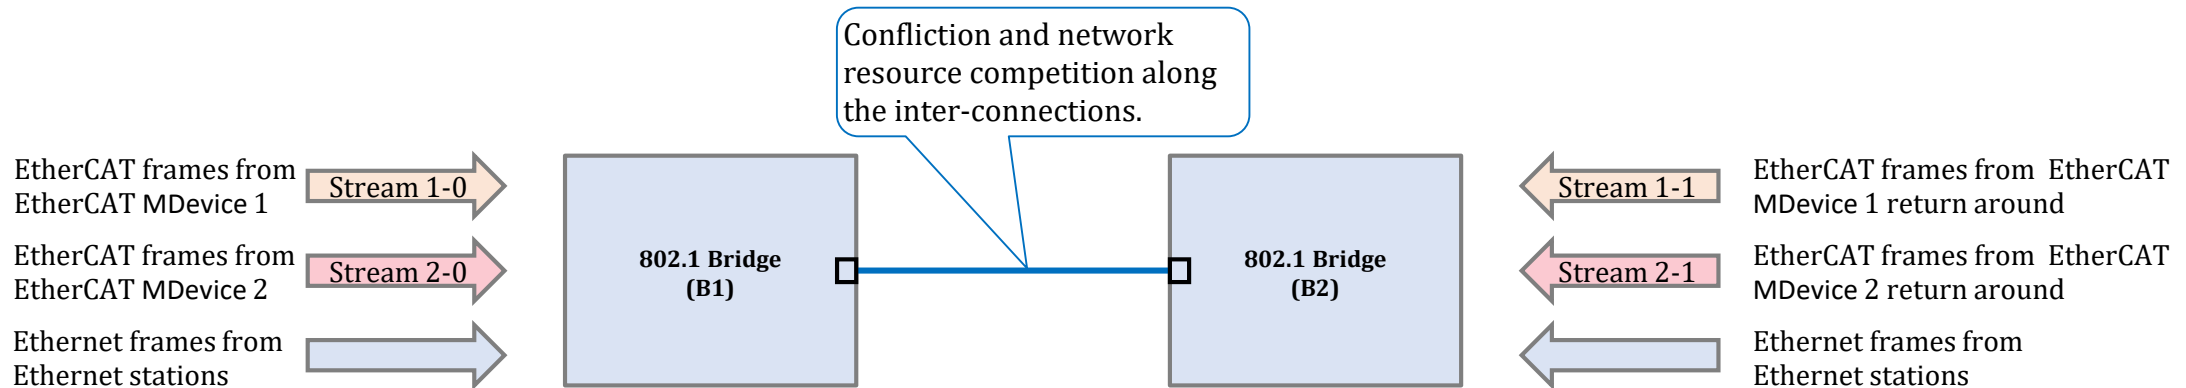 Confliction and network
resource competition along
the inter-connections.
EtherCAT frames from
EtherCAT MDevice 1
Stream 1-0
EtherCAT frames from
EtherCAT MDevice 2
Stream 2-0
Ethernet frames from
Ethernet stations
802.1 Bridge
(B1)
802.1 Bridge
(B2)
Stream 1-1
EtherCAT frames from EtherCAT
MDevice 1 return around
Stream 2-1
EtherCAT frames from EtherCAT
MDevice 2 return around
Ethernet frames from
Ethernet stations